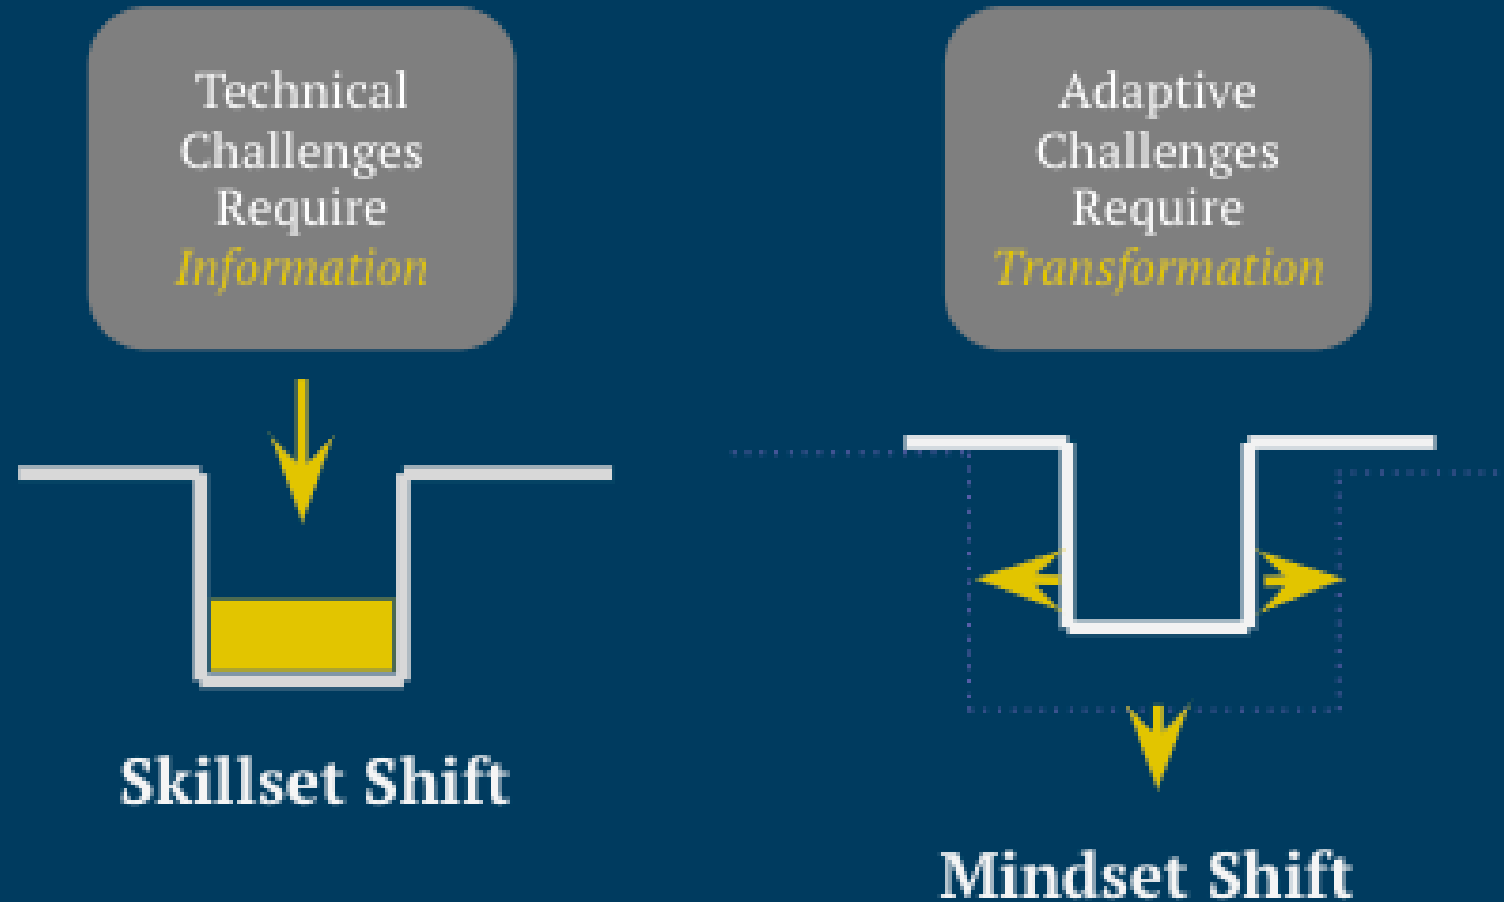 Technical
Challenges
Require
Information
Adaptive
Challenges
Require
Transformation
Skillset Shift
Mindset Shift